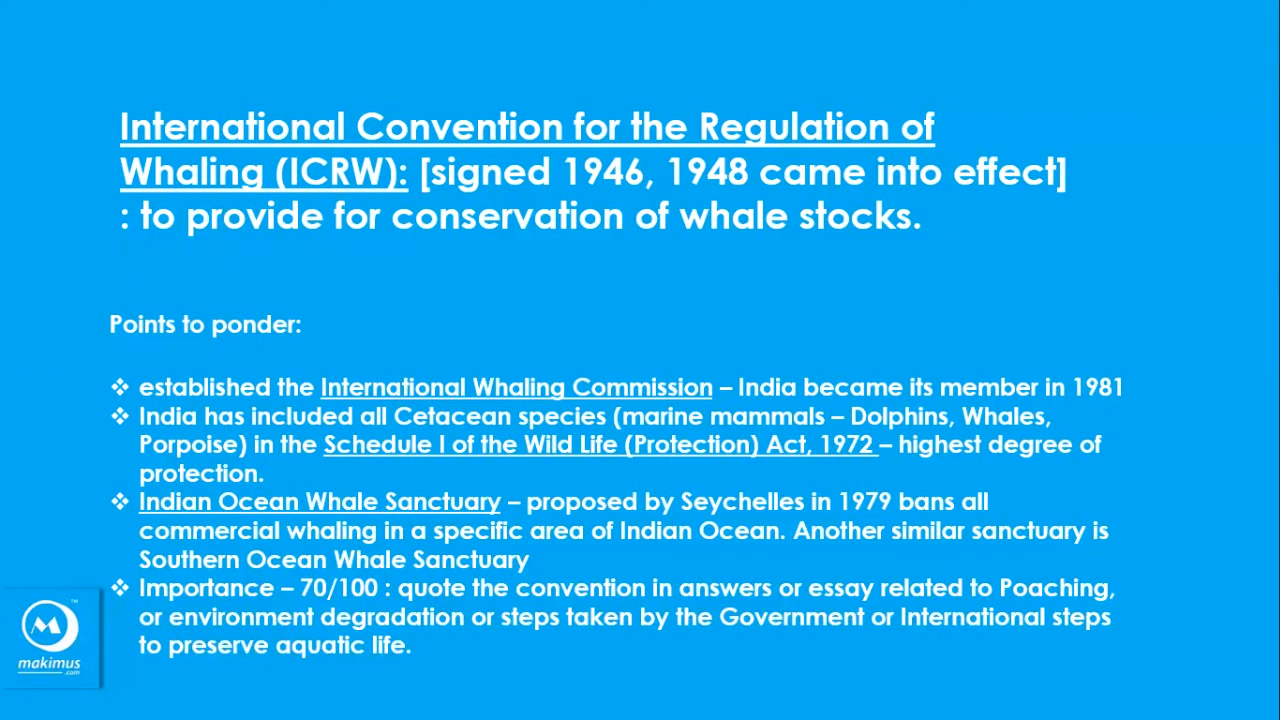 International Convention for the Regulation of
Whaling (ICRW): [signed 1946, 1948 came into effect]
: to provide for conservation of whale stocks.
Points to ponder:
❖ established the International Whaling Commission – India became its member in 1981
❖ India has included all Cetacean species (marine mammals – Dolphins, Whales,
Porpoise) in the Schedule I of the Wild Life (Protection) Act, 1972 – highest degree of
protection.
❖ Indian Ocean Whale Sanctuary – proposed by Seychelles in 1979 bans all
commercial whaling in a specific area of Indian Ocean. Another similar sanctuary is
Southern Ocean Whale Sanctuary
❖ Importance – 70/100 : quote the convention in answers or essay related to Poaching,
or environment degradation or steps taken by the Government or International steps
to preserve aquatic life.
M ™
makimus
.com